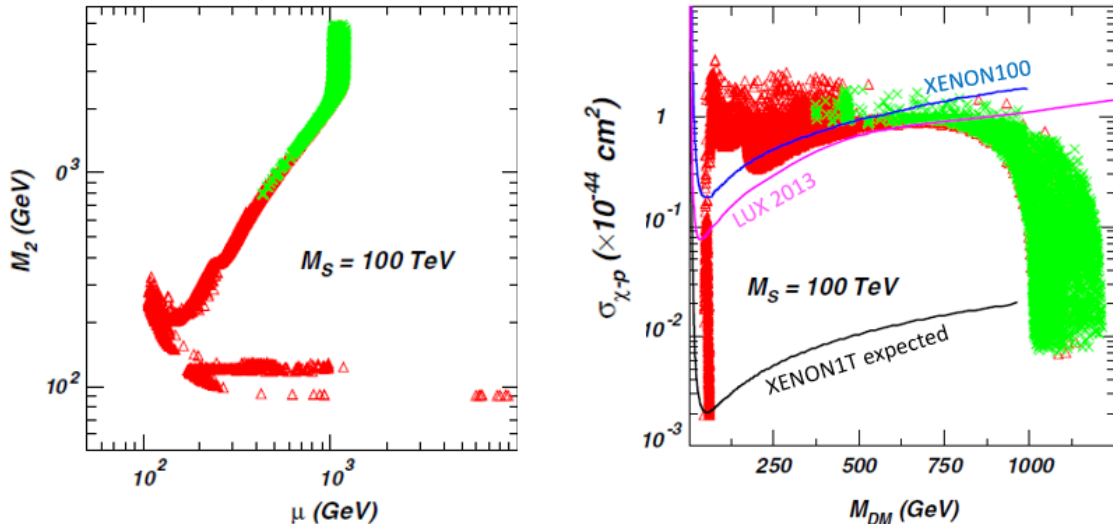 M₂ (GeV)
0³
10²
M_S = 100 TeV
10² 10³
μ (GeV)
σ_χ-p (×10⁻⁴⁴ cm²)
1
10⁻¹
10⁻²
10⁻³
XENON100
LUX 2013
M_S = 100 TeV
XENON1T expected
250 500 750 1000
M_DM (GeV)